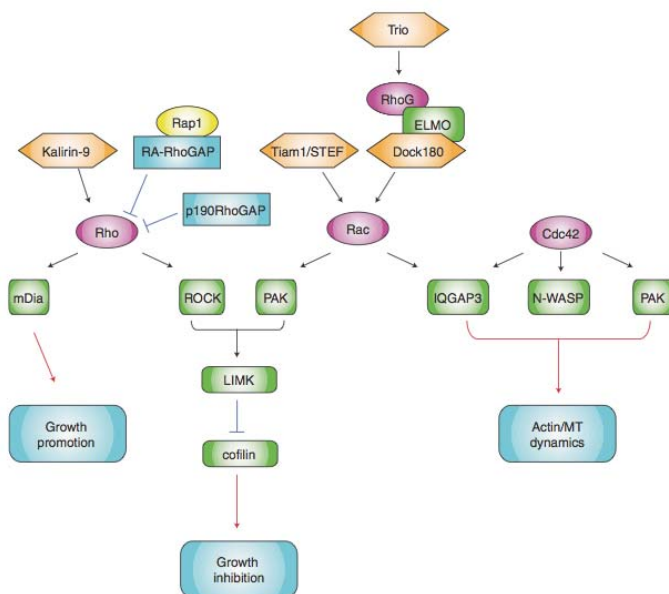 Trio
RhoG
ELMO
Rap1
Kalirin-9
RA-RhoGAP
Tiam1/STEF
Dock180
p190RhoGAP
Rho
Rac
Cdc42
mDia
ROCK
PAK
IQGAP3
N-WASP
PAK
LIMK
Growth
promotion
cofilin
Actin/MT
dynamics
Growth
inhibition